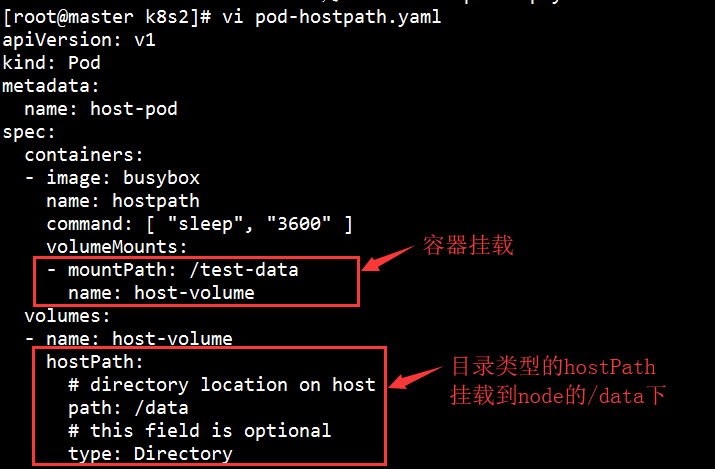 [root@master k8s2]# vi pod-hostpath.yaml
apiVersion: v1
kind: Pod
metadata:
  name: host-pod
spec:
  containers:
  - image: busybox
    name: hostpath
    command: [ "sleep", "3600" ]
    volumeMounts:
    - mountPath: /test-data
      name: host-volume
容器挂载
  volumes:
  - name: host-volume
    hostPath:
      # directory location on host
      path: /data
      # this field is optional
      type: Directory
目录类型的hostPath
挂载到node的/data下